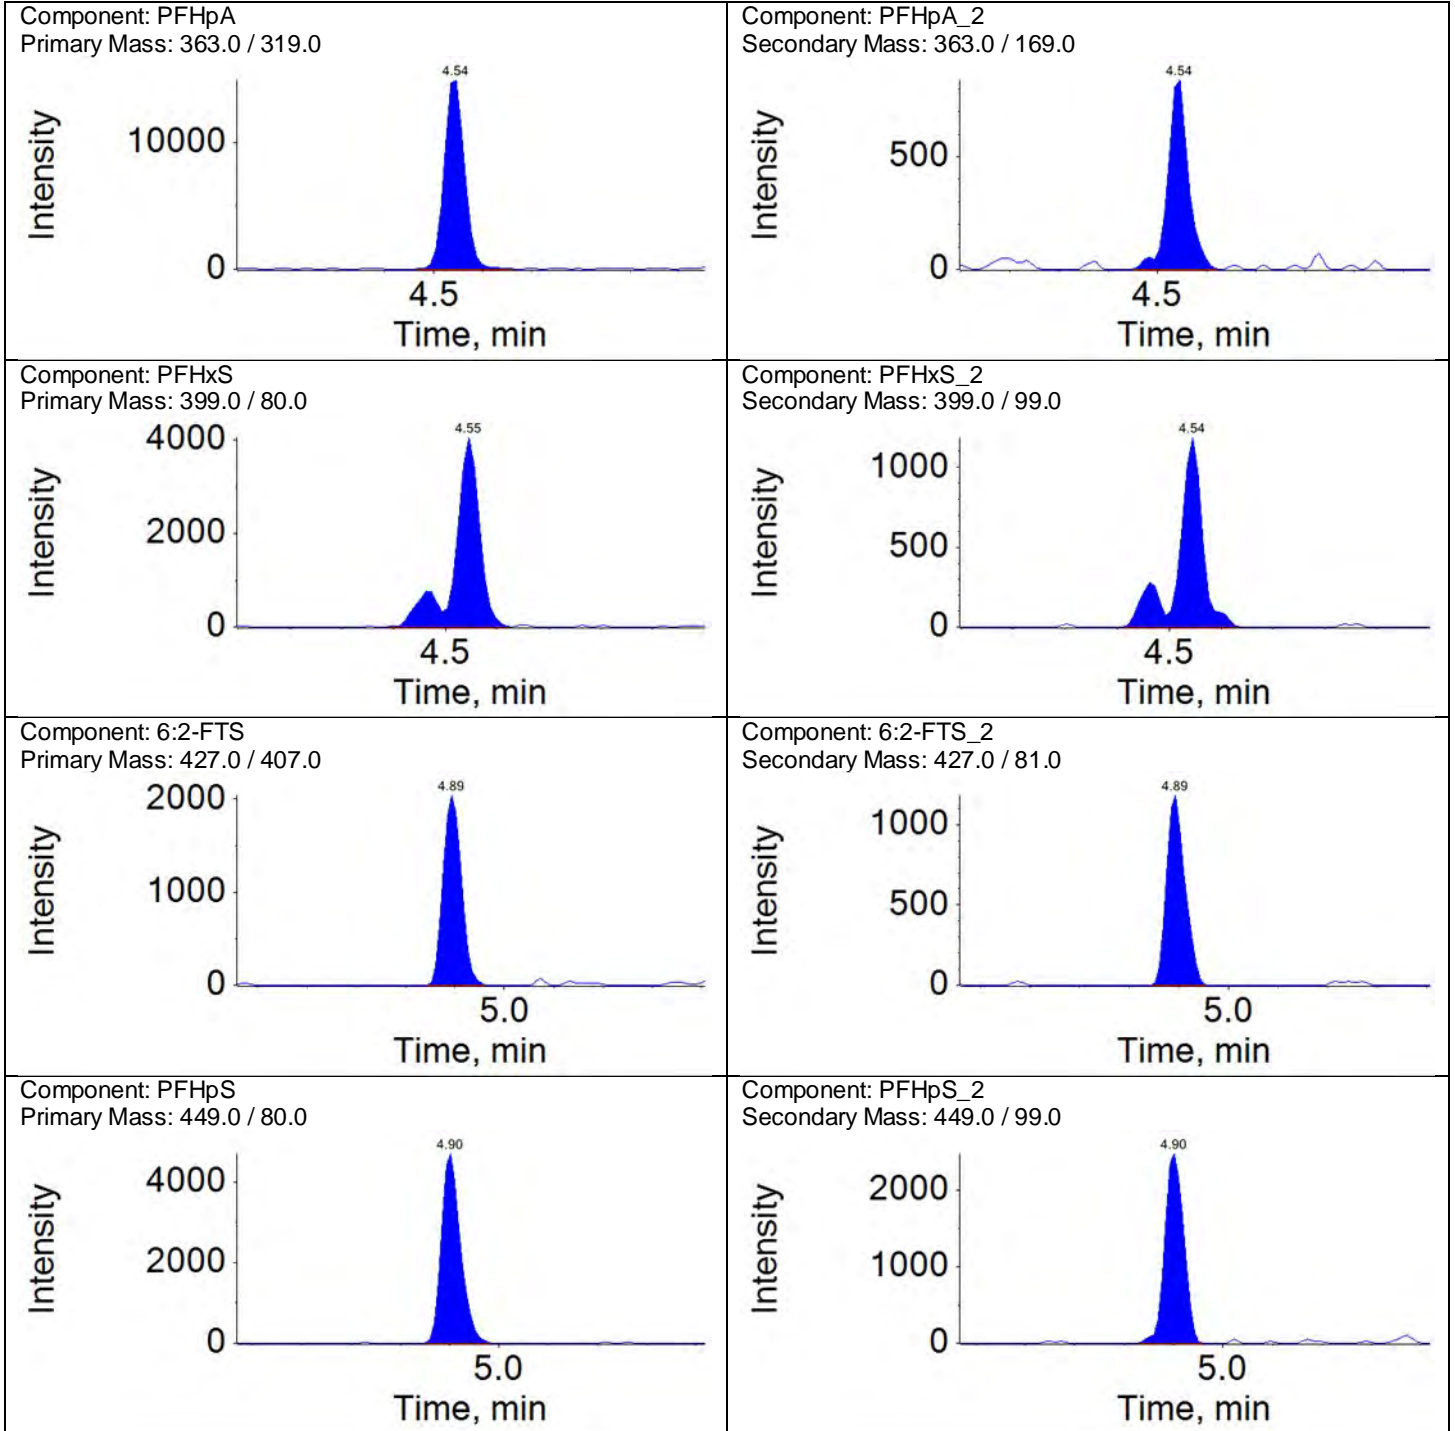 Component: PFHpA
Primary Mass: 363.0 / 319.0
4.54
10000
0
Intensity
4.5
Time, min
Component: PFHpA_2
Secondary Mass: 363.0 / 169.0
4.54
500
0
Intensity
4.5
Time, min
Component: PFHxS
Primary Mass: 399.0 / 80.0
4.55
4000
2000
0
Intensity
4.5
Time, min
Component: PFHxS_2
Secondary Mass: 399.0 / 99.0
4.54
1000
500
0
Intensity
4.5
Time, min
Component: 6:2-FTS
Primary Mass: 427.0 / 407.0
4.89
2000
1000
0
Intensity
5.0
Time, min
Component: 6:2-FTS_2
Secondary Mass: 427.0 / 81.0
4.89
1000
500
0
Intensity
5.0
Time, min
Component: PFHpS
Primary Mass: 449.0 / 80.0
4.90
4000
2000
0
Intensity
5.0
Time, min
Component: PFHpS_2
Secondary Mass: 449.0 / 99.0
4.90
2000
1000
0
Intensity
5.0
Time, min